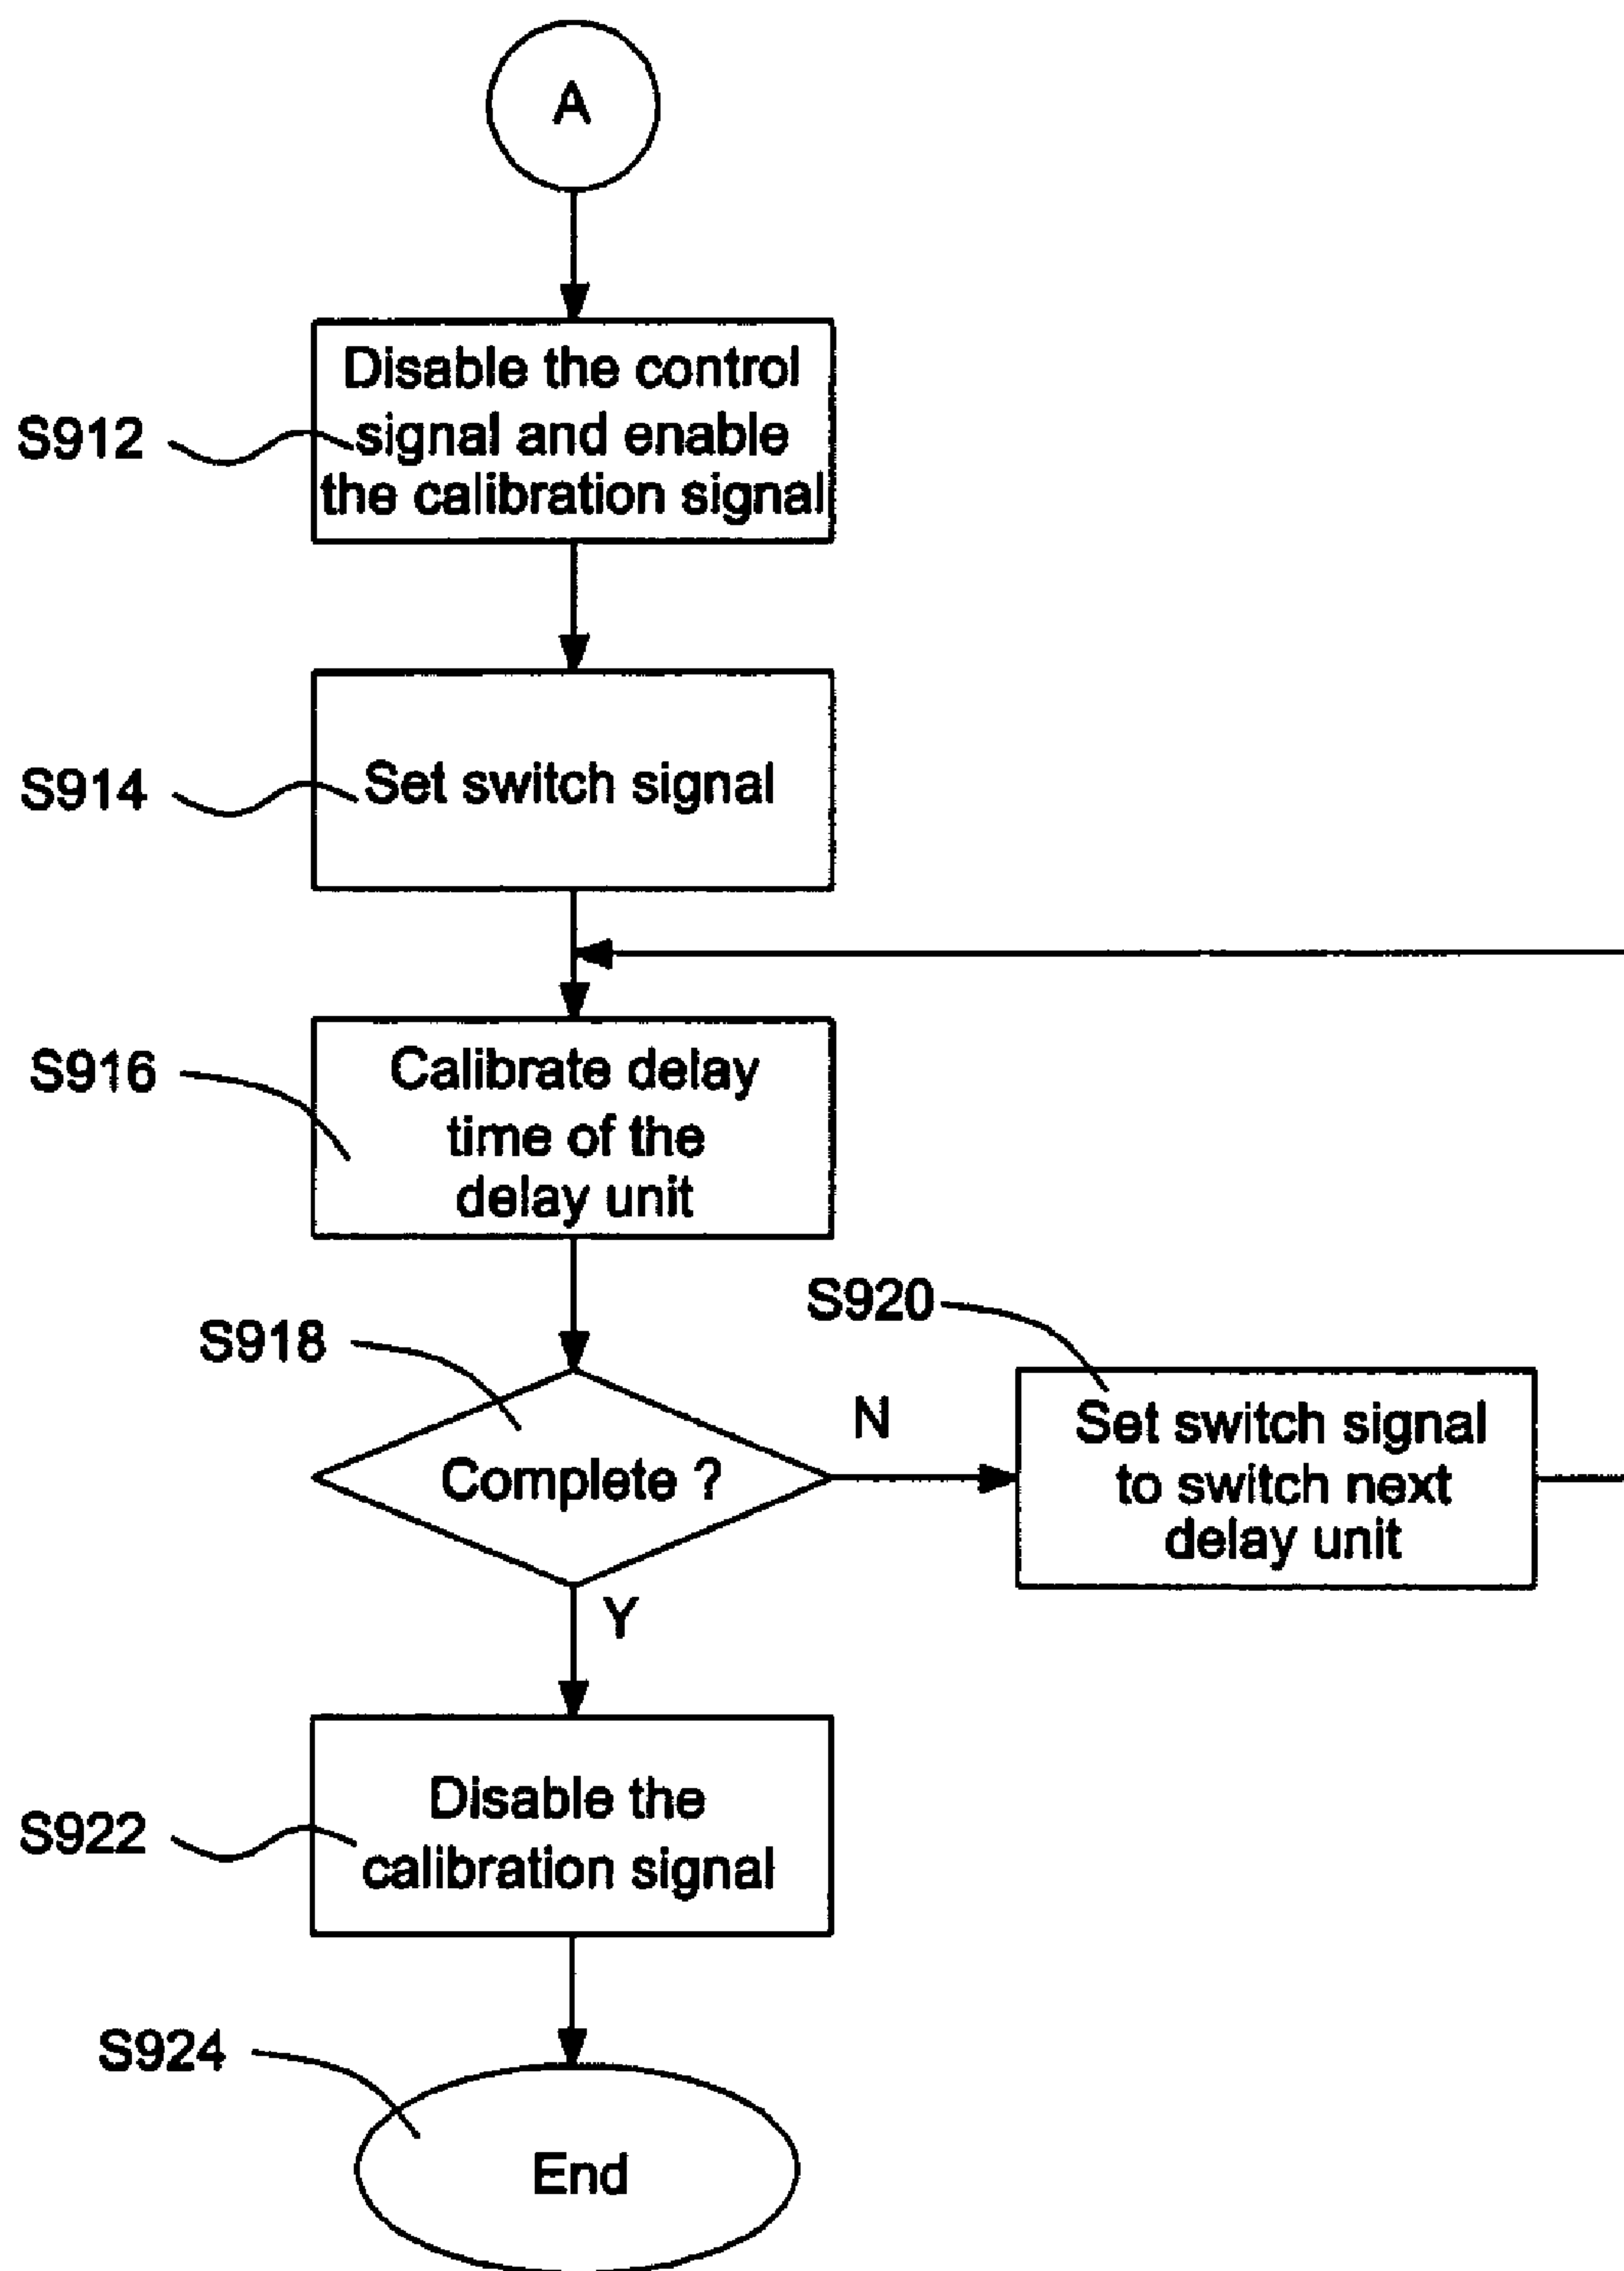 A
S912
Disable the control
signal and enable
the calibration signal
S914
Set switch signal
S916
Calibrate delay
time of the
delay unit
S918
Complete ?
N
S920
Set switch signal
to switch next
delay unit
Y
S922
Disable the
calibration signal
S924
End